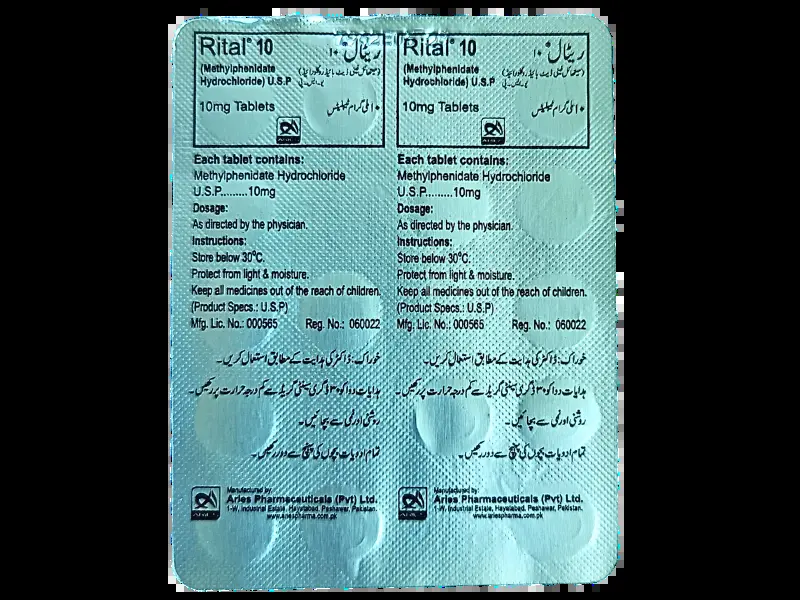 Rital® 10 ریٹال® ۱۰
(Methylphenidate
Hydrochloride) U.S.P
(میتھائل فینی ڈیٹ ہائیڈروکلورائیڈ)
یو۔ایس۔پی
10mg Tablets ۱۰ ملی گرام ٹیبلیٹس
Each tablet contains:
Methylphenidate Hydrochloride
U.S.P.........10mg
Dosage:
As directed by the physician.
Instructions:
Store below 30°C.
Protect from light & moisture.
Keep all medicines out of the reach of children.
(Product Specs.: U.S.P)
Mfg. Lic. No.: 000565 Reg. No.: 060022
خوراک: ڈاکٹر کی ہدایت کے مطابق استعمال کریں۔
ہدایات: دوا کو ۳۰ ڈگری سینٹی گریڈ سے کم درجہ حرارت پر رکھیں۔
روشنی اور نمی سے بچائیں۔
تمام ادویات بچوں کی پہنچ سے دور رکھیں۔
Manufactured by
Aries Pharmaceuticals (Pvt) Ltd.
1-W, Industrial Estate, Hayatabad, Peshawar, Pakistan.
www.ariespharma.com.pk
Rital® 10 ریٹال® ۱۰
(Methylphenidate
Hydrochloride) U.S.P
(میتھائل فینی ڈیٹ ہائیڈروکلورائیڈ)
یو۔ایس۔پی
10mg Tablets ۱۰ ملی گرام ٹیبلیٹس
Each tablet contains:
Methylphenidate Hydrochloride
U.S.P.........10mg
Dosage:
As directed by the physician.
Instructions:
Store below 30°C.
Protect from light & moisture.
Keep all medicines out of the reach of children.
(Product Specs.: U.S.P)
Mfg. Lic. No.: 000565 Reg. No.: 060022
خوراک: ڈاکٹر کی ہدایت کے مطابق استعمال کریں۔
ہدایات: دوا کو ۳۰ ڈگری سینٹی گریڈ سے کم درجہ حرارت پر رکھیں۔
روشنی اور نمی سے بچائیں۔
تمام ادویات بچوں کی پہنچ سے دور رکھیں۔
Manufactured by
Aries Pharmaceuticals (Pvt) Ltd.
1-W, Industrial Estate, Hayatabad, Peshawar, Pakistan.
www.ariespharma.com.pk